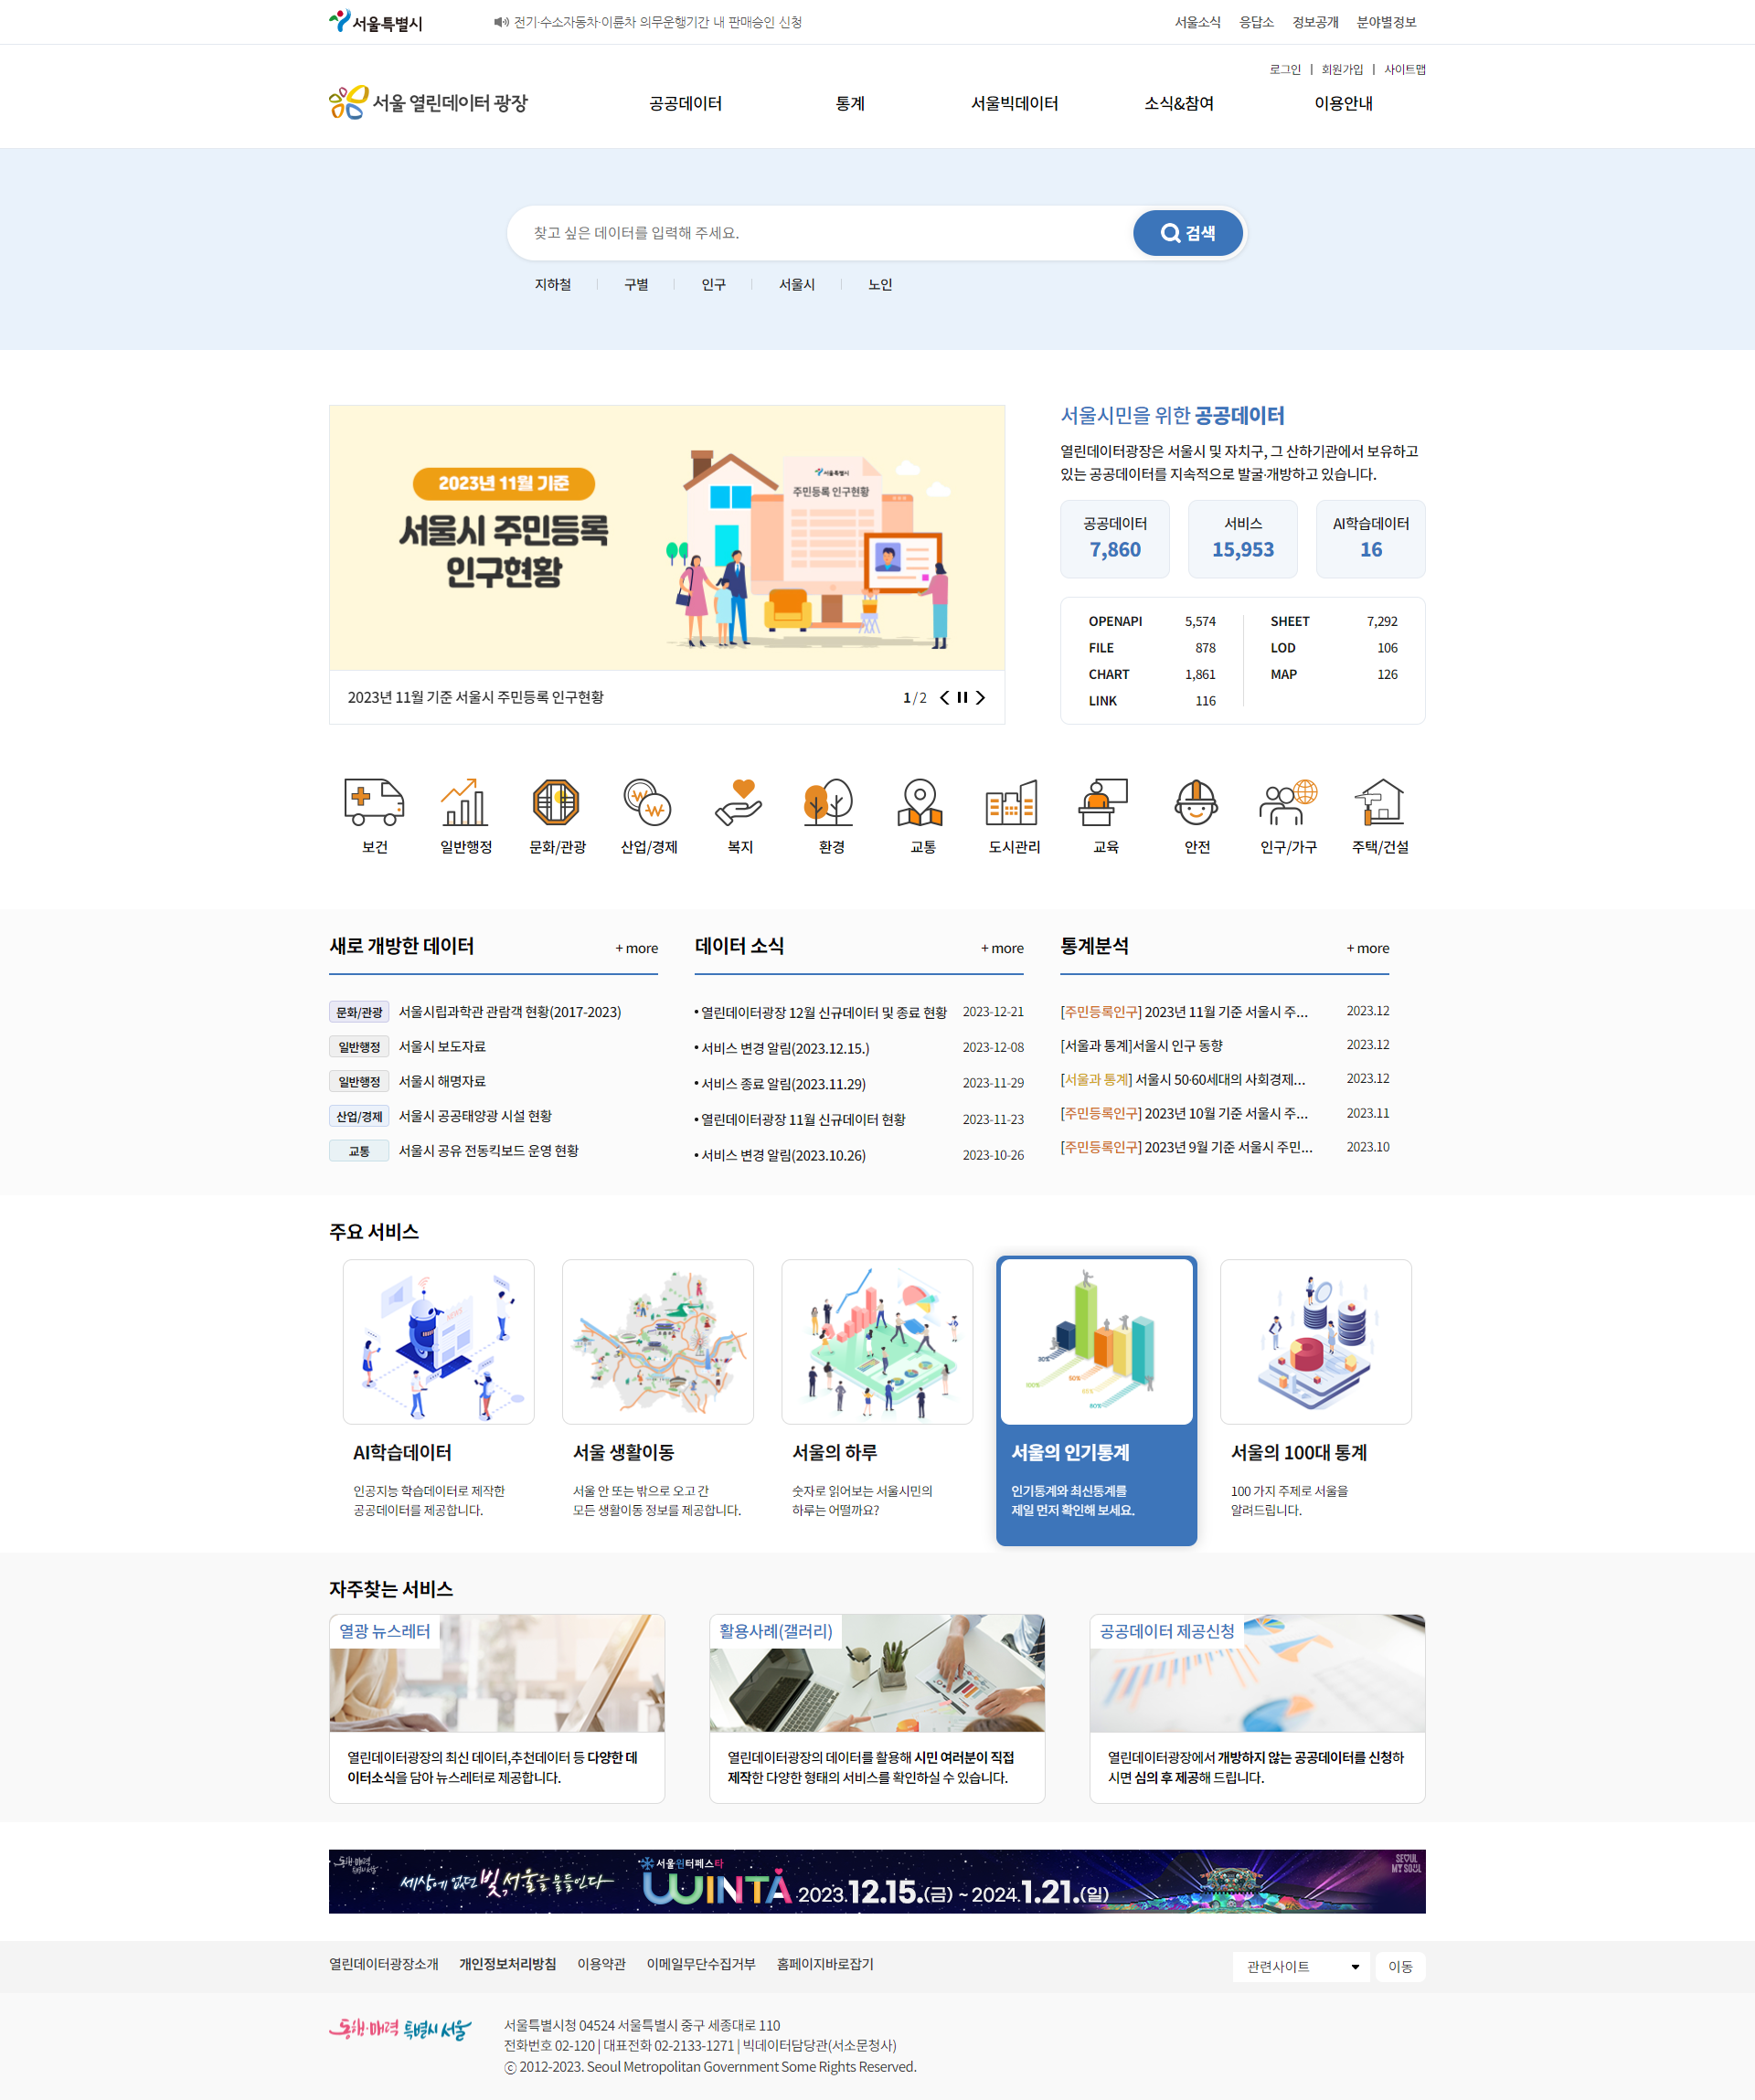 서울특별시
전기·수소자동차·이륜차 의무운행기간 내 판매승인 신청
서울소식 응답소 정보공개 분야별정보
로그인 | 회원가입 | 사이트맵
서울 열린데이터 광장
공공데이터 통계 서울빅데이터 소식&참여 이용안내
찾고 싶은 데이터를 입력해 주세요.
검색
지하철 구별 인구 서울시 노인
2023년 11월 기준
서울시 주민등록
인구현황
서울특별시
주민등록 인구현황
2023년 11월 기준 서울시 주민등록 인구현황
1 / 2
서울시민을 위한 공공데이터
열린데이터광장은 서울시 및 자치구, 그 산하기관에서 보유하고
있는 공공데이터를 지속적으로 발굴·개방하고 있습니다.
공공데이터
7,860
서비스
15,953
AI학습데이터
16
OPENAPI 5,574
FILE 878
CHART 1,861
LINK 116
SHEET 7,292
LOD 106
MAP 126
보건 일반행정 문화/관광 산업/경제 복지 환경 교통 도시관리 교육 안전 인구/가구 주택/건설
새로 개방한 데이터 + more
문화/관광 서울시립과학관 관람객 현황(2017-2023)
일반행정 서울시 보도자료
일반행정 서울시 해명자료
산업/경제 서울시 공공태양광 시설 현황
교통 서울시 공유 전동킥보드 운영 현황
데이터 소식 + more
• 열린데이터광장 12월 신규데이터 및 종료 현황 2023-12-21
• 서비스 변경 알림(2023.12.15.) 2023-12-08
• 서비스 종료 알림(2023.11.29) 2023-11-29
• 열린데이터광장 11월 신규데이터 현황 2023-11-23
• 서비스 변경 알림(2023.10.26) 2023-10-26
통계분석 + more
[주민등록인구] 2023년 11월 기준 서울시 주... 2023.12
[서울과 통계]서울시 인구 동향 2023.12
[서울과 통계] 서울시 50·60세대의 사회경제... 2023.12
[주민등록인구] 2023년 10월 기준 서울시 주... 2023.11
[주민등록인구] 2023년 9월 기준 서울시 주민... 2023.10
주요 서비스
AI학습데이터
인공지능 학습데이터로 제작한
공공데이터를 제공합니다.
서울 생활이동
서울 안 또는 밖으로 오고 간
모든 생활이동 정보를 제공합니다.
서울의 하루
숫자로 읽어보는 서울시민의
하루는 어떨까요?
30%
100%
50%
80%
서울의 인기통계
인기통계와 최신통계를
제일 먼저 확인해 보세요.
서울의 100대 통계
100 가지 주제로 서울을
알려드립니다.
자주찾는 서비스
열광 뉴스레터
열린데이터광장의 최신 데이터,추천데이터 등 다양한 데
이터소식을 담아 뉴스레터로 제공합니다.
활용사례(갤러리)
열린데이터광장의 데이터를 활용해 시민 여러분이 직접
제작한 다양한 형태의 서비스를 확인하실 수 있습니다.
공공데이터 제공신청
열린데이터광장에서 개방하지 않는 공공데이터를 신청하
시면 심의 후 제공해 드립니다.
동행·매력
특별시 서울
세상에 없던 빛, 서울을 물들인다
서울윈터페스타
WINTA
2023.12.15.(금) ~ 2024.1.21.(일)
SEOUL
MY SOUL
열린데이터광장소개 개인정보처리방침 이용약관 이메일무단수집거부 홈페이지바로잡기
관련사이트 이동
동행·매력 특별시 서울
서울특별시청 04524 서울특별시 중구 세종대로 110
전화번호 02-120 | 대표전화 02-2133-1271 | 빅데이터담당관(서소문청사)
ⓒ 2012-2023. Seoul Metropolitan Government Some Rights Reserved.